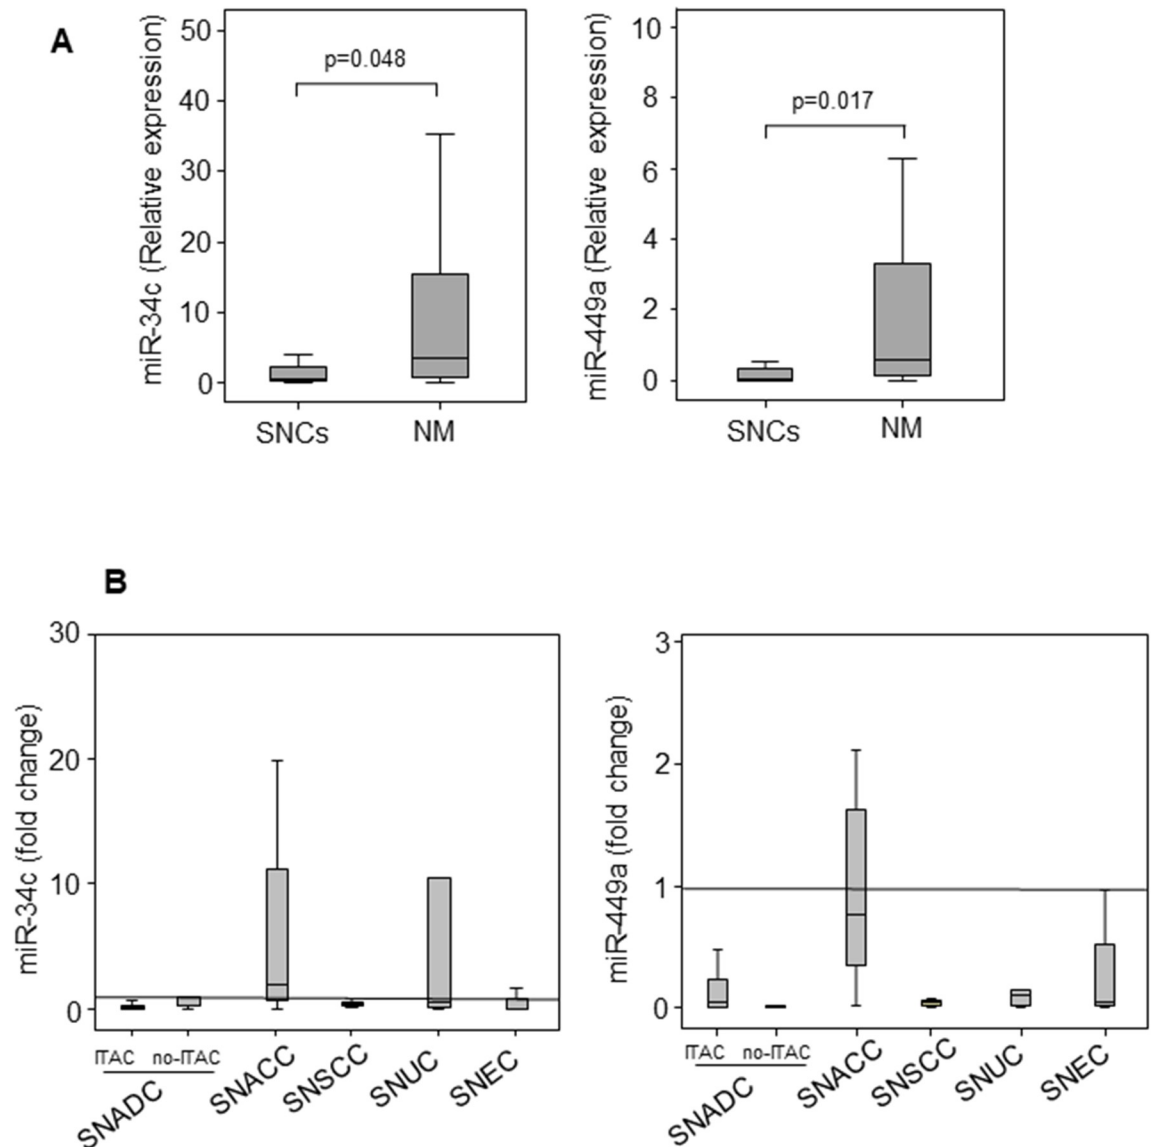 A
miR-34c (Relative expression)
50
40
30
20
10
0
p=0.048
SNCs NM
miR-449a (Relative expression)
10
8
6
4
2
0
p=0.017
SNCs NM
B
miR-34c (fold change)
30
20
10
0
ITAC no-ITAC
SNADC SNACC SNSCC SNUC SNEC
miR-449a (fold change)
3
2
1
0
ITAC no-ITAC
SNADC SNACC SNSCC SNUC SNEC